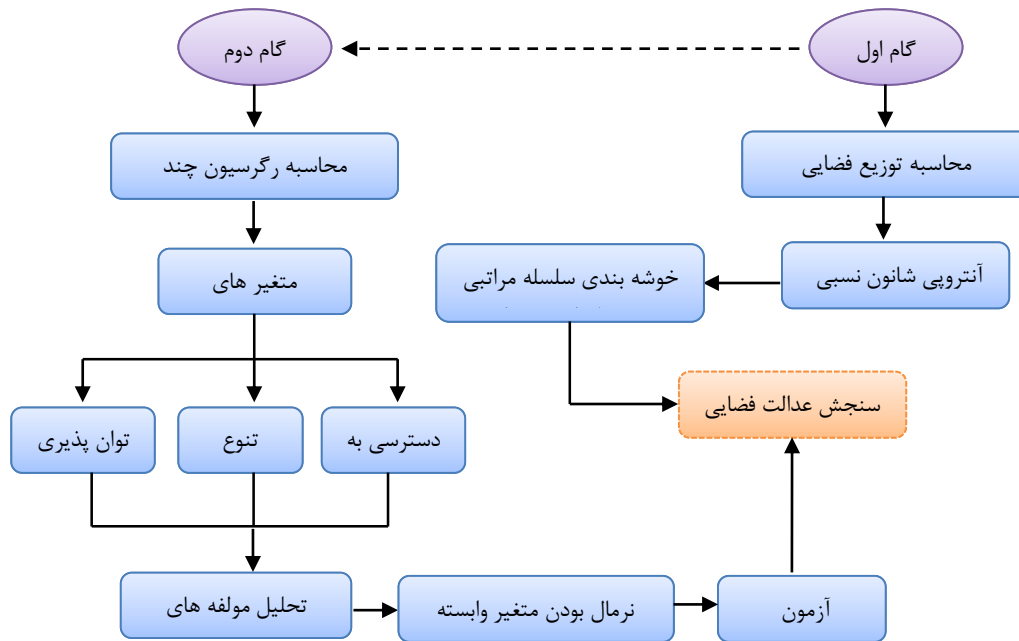 گام اول
گام دوم
محاسبه توزیع فضایی
محاسبه رگرسیون چند
آنتروپی شانون نسبی
خوشه بندی سلسله مراتبی
متغیر های
سنجش عدالت فضایی
دسترسی به
تنوع
توان پذیری
تحلیل مولفه های
نرمال بودن متغیر وابسته
آزمون